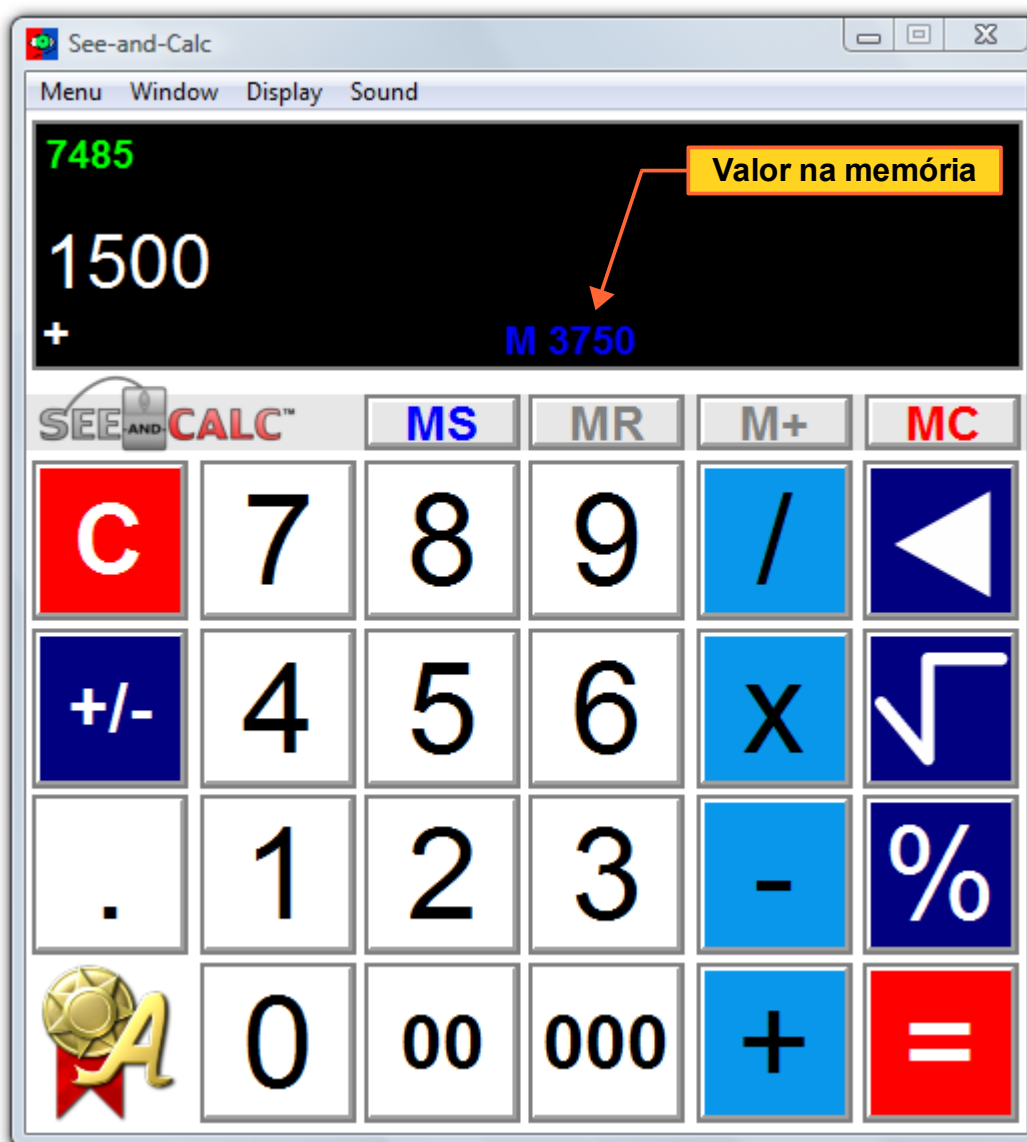 See-and-Calc
Menu Window Display Sound
7485
Valor na memória
1500
+ M 3750
SEE-AND-CALC™ MS MR M+ MC
C 7 8 9 /
+/- 4 5 6 x √
. 1 2 3 - %
A 0 00 000 + =